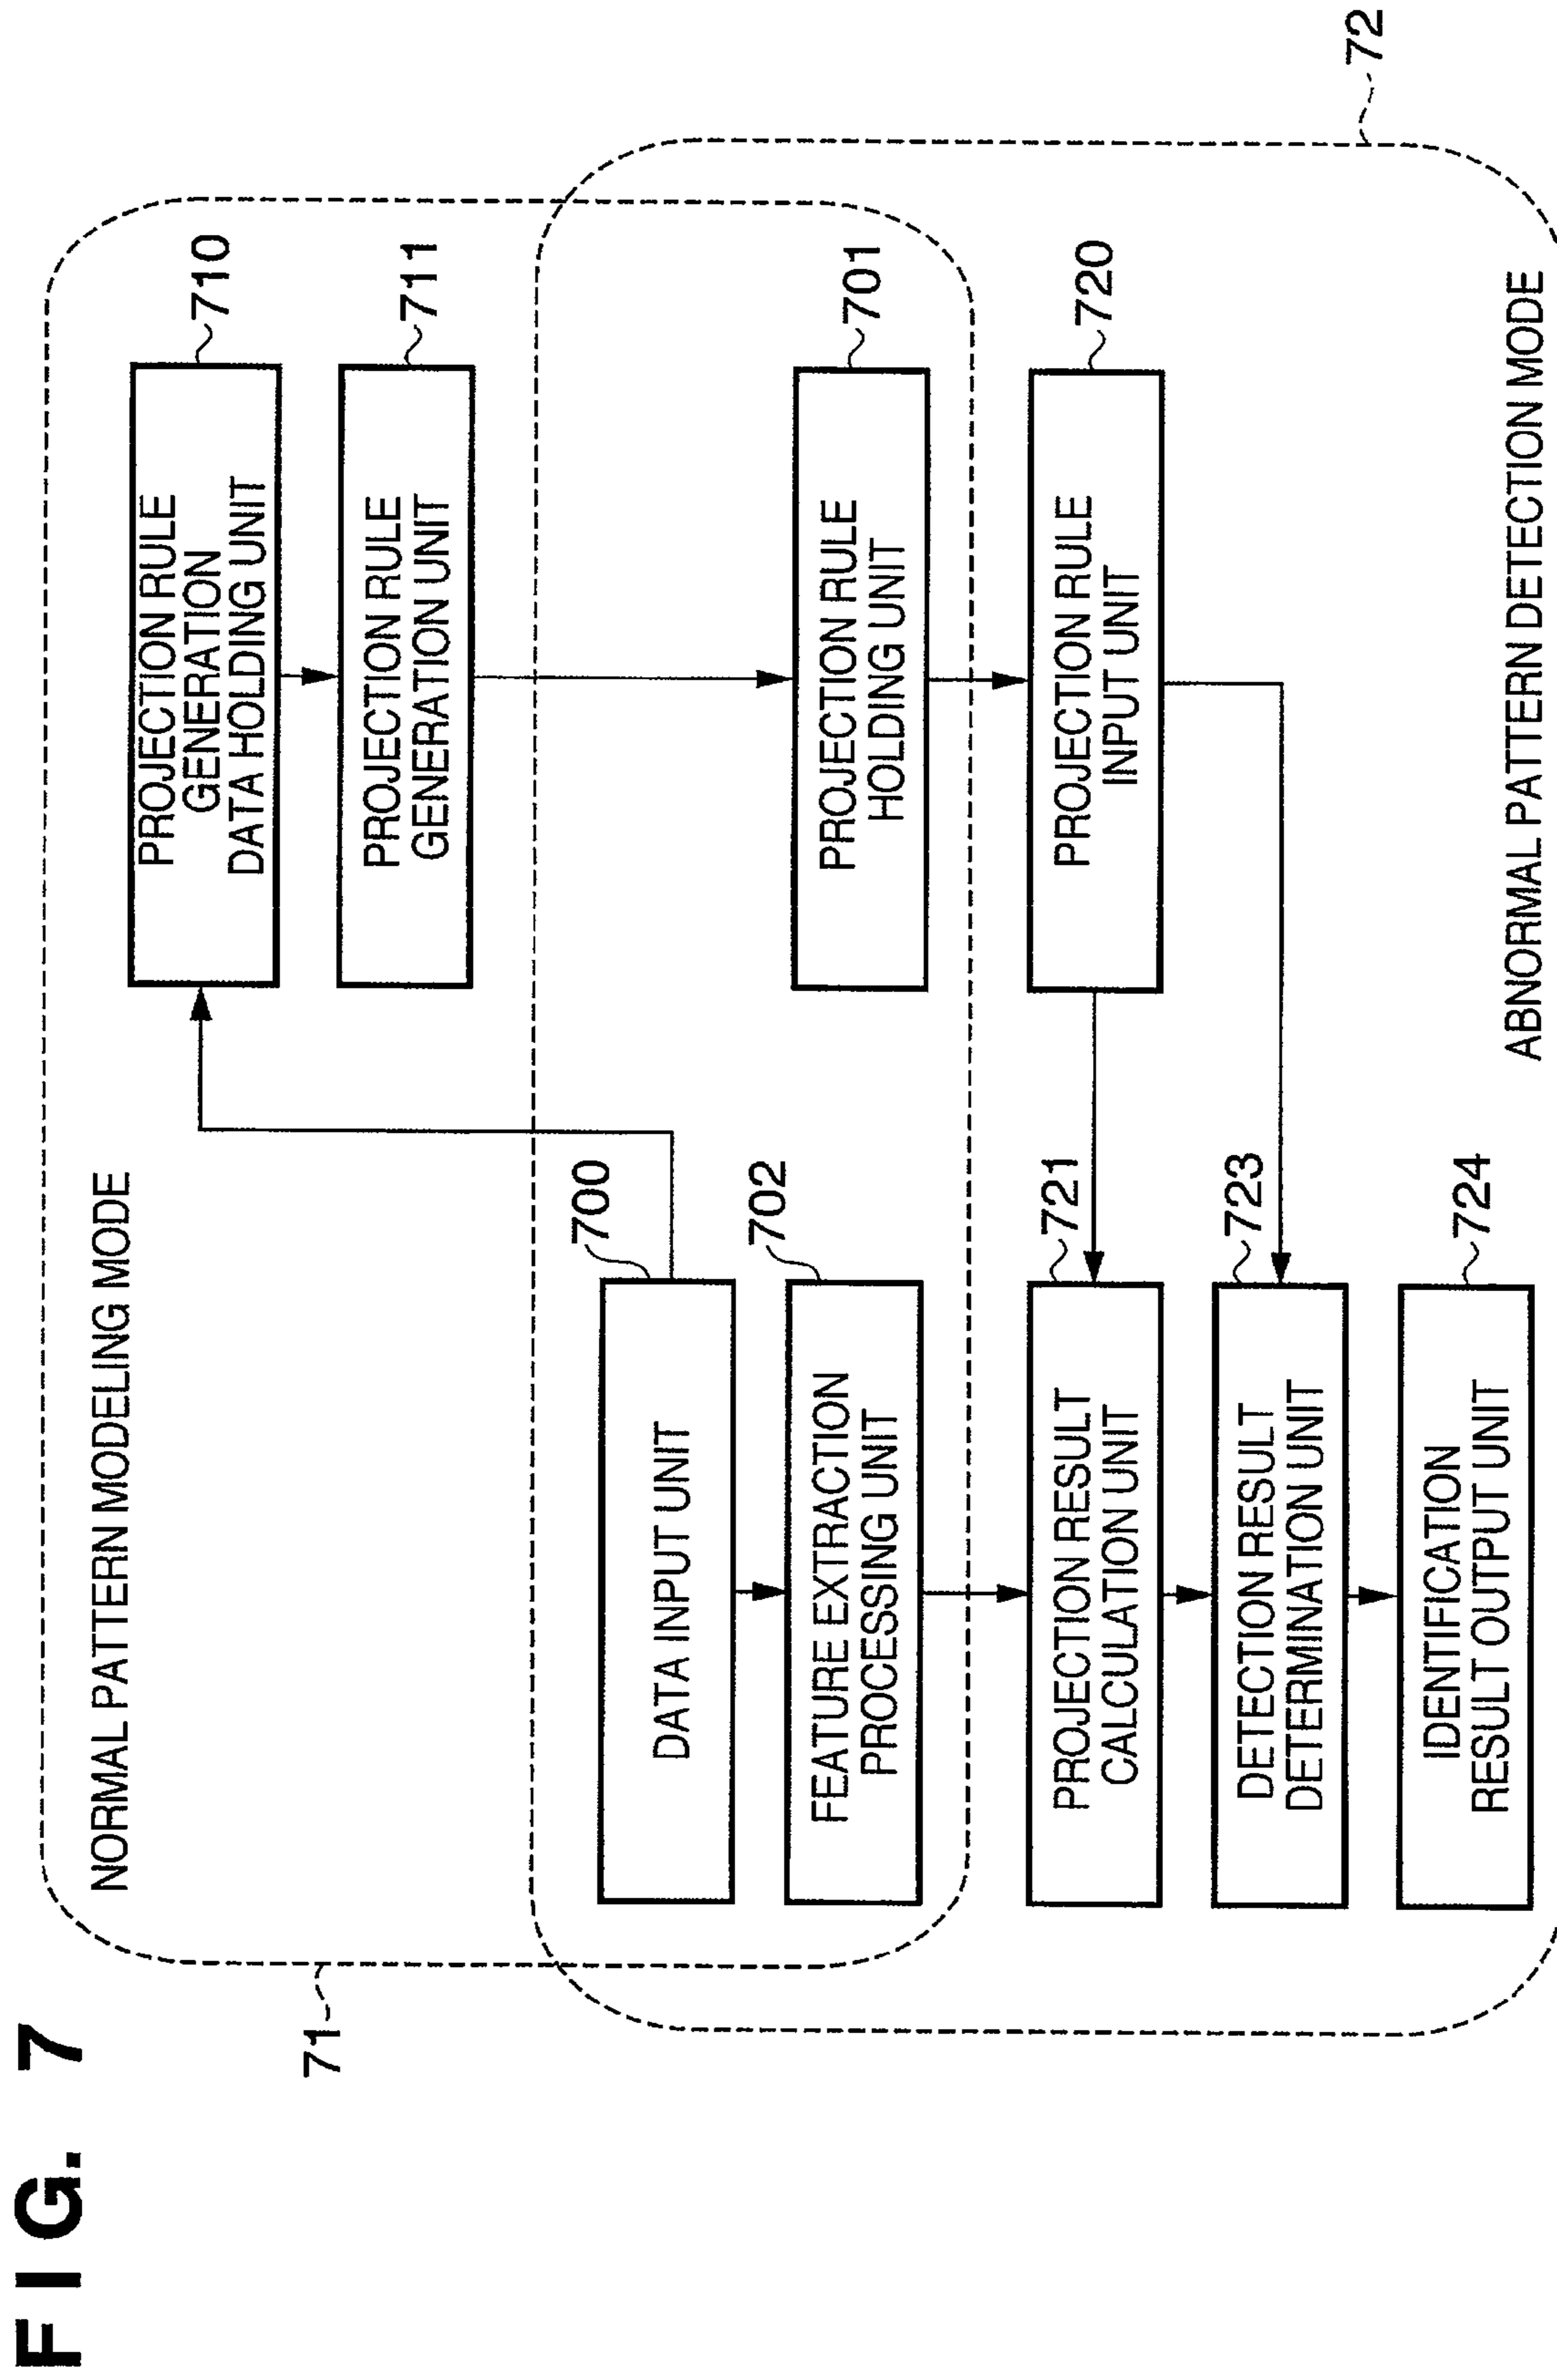 FIG. 7
71
NORMAL PATTERN MODELING MODE
710
PROJECTION RULE
GENERATION
DATA HOLDING UNIT
711
PROJECTION RULE
GENERATION UNIT
700
DATA INPUT UNIT
702
FEATURE EXTRACTION
PROCESSING UNIT
701
PROJECTION RULE
HOLDING UNIT
721
PROJECTION RESULT
CALCULATION UNIT
720
PROJECTION RULE
INPUT UNIT
723
DETECTION RESULT
DETERMINATION UNIT
724
IDENTIFICATION
RESULT OUTPUT UNIT
ABNORMAL PATTERN DETECTION MODE
72